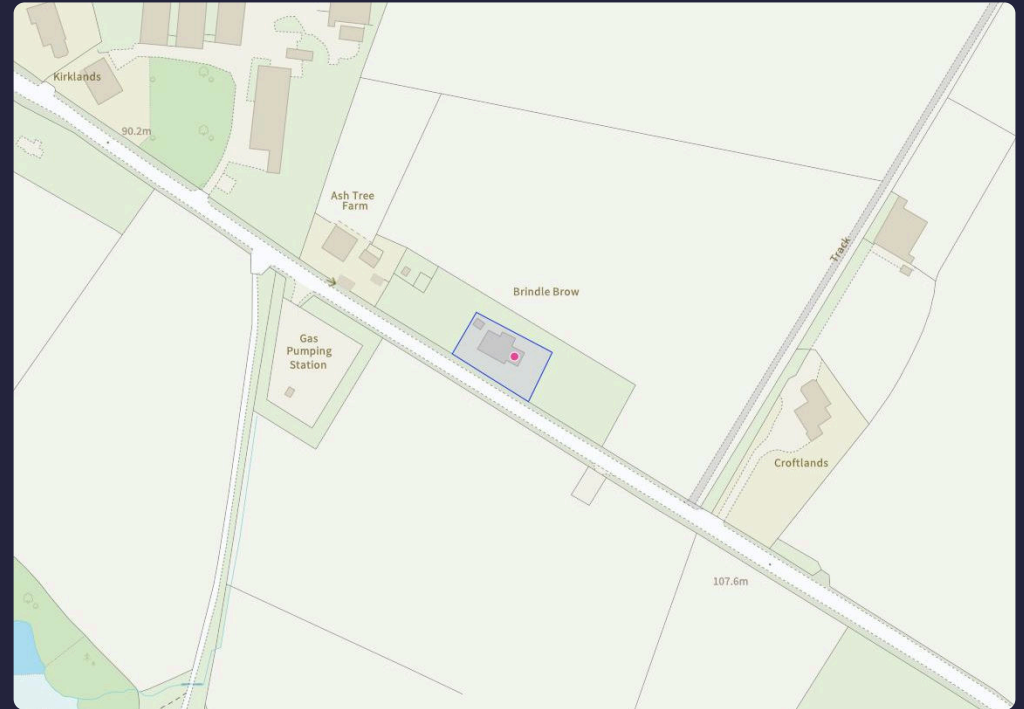 Kirklands
90.2m
Ash Tree
Farm
Brindle Brow
Track
Gas
Pumping
Station
Croftlands
107.6m